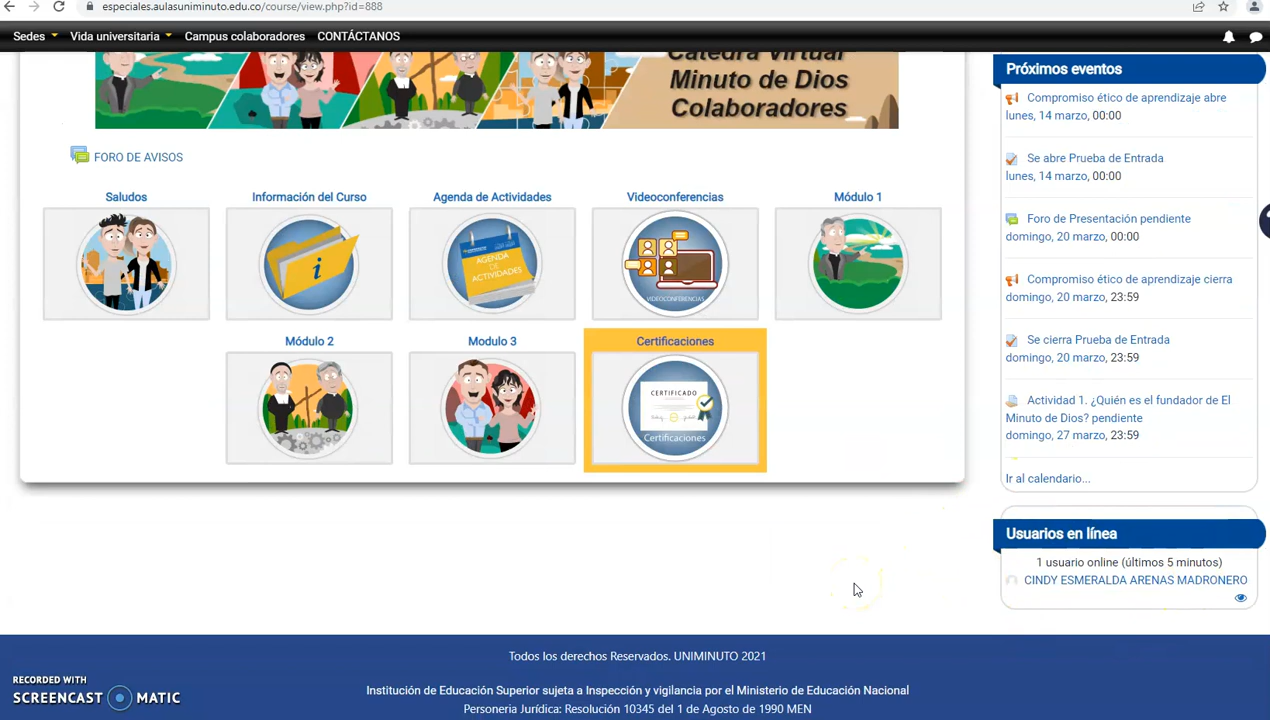 especiales.aulasuniminuto.edu.co/course/view.php?id=888
Sedes Vida universitaria Campus colaboradores CONTÁCTANOS
Cátedra Virtual
Minuto de Dios
Colaboradores
FORO DE AVISOS
Saludos
Información del Curso
Agenda de Actividades
Videoconferencias
Módulo 1
AGENDA
DE
ACTIVIDADES
VIDEOCONFERENCIAS
Módulo 2
Modulo 3
Certificaciones
CERTIFICADO
Certificaciones
Próximos eventos
Compromiso ético de aprendizaje abre
lunes, 14 marzo, 00:00
Se abre Prueba de Entrada
lunes, 14 marzo, 00:00
Foro de Presentación pendiente
domingo, 20 marzo, 00:00
Compromiso ético de aprendizaje cierra
domingo, 20 marzo, 23:59
Se cierra Prueba de Entrada
domingo, 20 marzo, 23:59
Actividad 1. ¿Quién es el fundador de El
Minuto de Dios? pendiente
domingo, 27 marzo, 23:59
Ir al calendario...
Usuarios en línea
1 usuario online (últimos 5 minutos)
CINDY ESMERALDA ARENAS MADRONERO
Todos los derechos Reservados. UNIMINUTO 2021
Institución de Educación Superior sujeta a Inspección y vigilancia por el Ministerio de Educación Nacional
Personeria Jurídica: Resolución 10345 del 1 de Agosto de 1990 MEN
RECORDED WITH
SCREENCAST MATIC